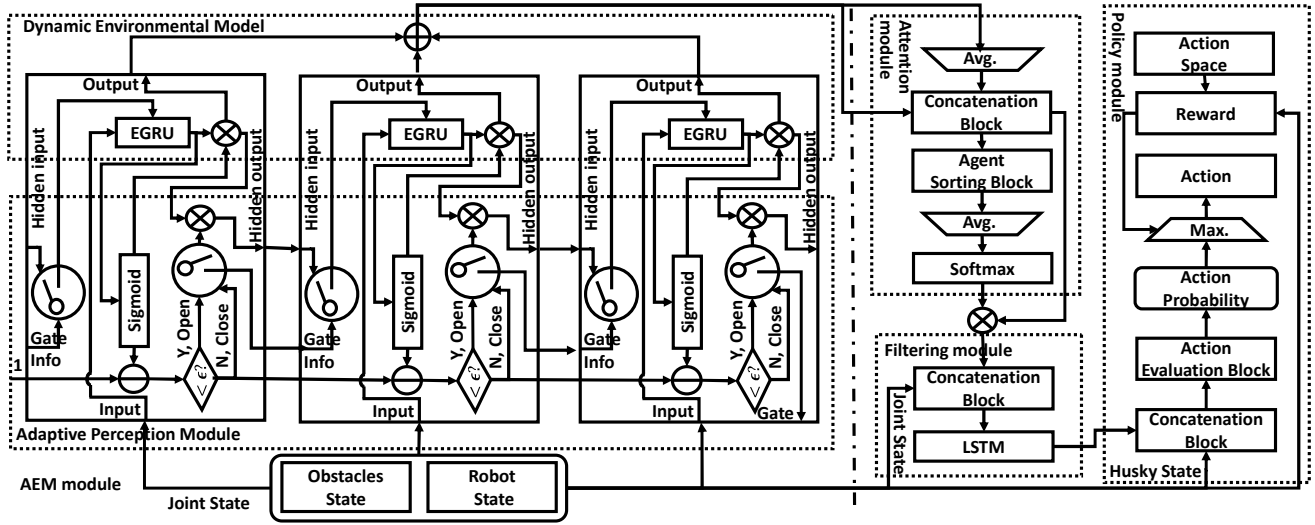 Dynamic Environmental Model
Output
EGRU
Hidden input
Hidden output
Sigmoid
Gate
Info
Y, Open
N, Close
< ϵ?
1
Input
Output
EGRU
Hidden input
Hidden output
Sigmoid
Gate
Info
Y, Open
N, Close
< ϵ?
Input
Output
EGRU
Hidden input
Hidden output
Sigmoid
Gate
Info
Y, Open
N, Close
< ϵ?
Input
Gate
Adaptive Perception Module
AEM module
Joint State
Obstacles
State
Robot
State
Attention
module
Avg.
Concatenation
Block
Agent
Sorting Block
Avg.
Softmax
Filtering module
Concatenation
Block
LSTM
Joint State
Policy module
Action
Space
Reward
Action
Max.
Action
Probability
Action
Evaluation Block
Concatenation
Block
Husky State